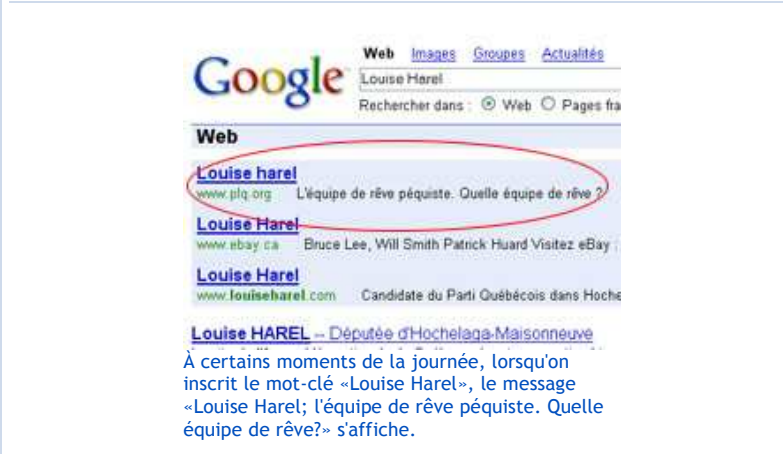 Web Images Groupes Actualités
Google
Louise Harel
Rechercher dans : Web Pages fra
Web
Louise harel
www.plq.org L'équipe de rêve péquiste. Quelle équipe de rêve ?
Louise Harel
www.ebay.ca Bruce Lee, Will Smith Patrick Huard Visitez eBay :
Louise Harel
www.louiseharel.com Candidate du Parti Québécois dans Hoche
Louise HAREL -- Députée d'Hochelaga-Maisonneuve
À certains moments de la journée, lorsqu'on
inscrit le mot-clé «Louise Harel», le message
«Louise Harel; l'équipe de rêve péquiste. Quelle
équipe de rêve?» s'affiche.